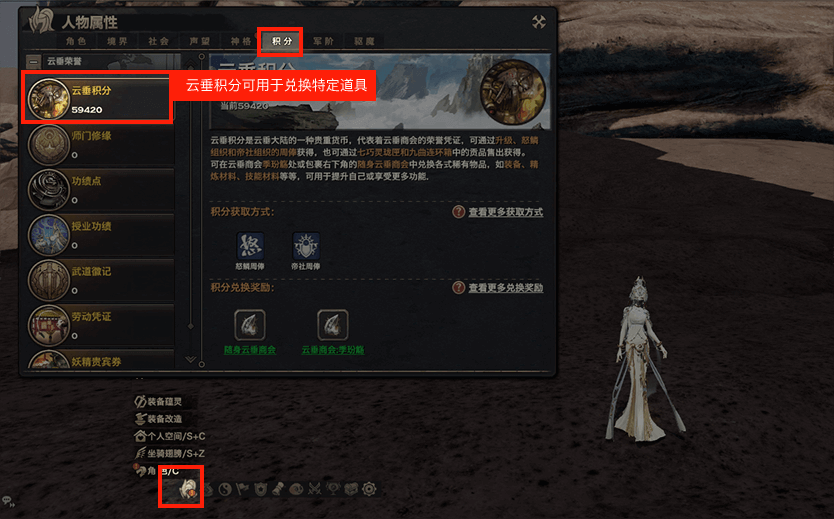 人物属性
角色 境界 社会 声望 神格 积分 军阶 驱魔
云垂荣誉
云垂积分
59420
云垂积分可用于兑换特定道具
云垂积分
当前59420
师门修缘
0
功绩点
0
授业功绩
0
武道徽记
0
劳动凭证
0
妖精贵宾券
云垂积分是云垂大陆的一种贵重货币，代表着云垂商会的荣誉凭证，可通过升级、怒麟
组织和帝社组织的周俸获得，也可通过七巧灵珑匣和九曲连环箱中的贡品售出获得。
可在云垂商会季玢豁处或包裹右下角的随身云垂商会中兑换各式稀有物品，如装备、精
炼材料、技能材料等等，可用于提升自己或享受更多功能.
积分获取方式：
查看更多获取方式
怒麟周俸 帝社周俸
积分兑换奖励：
查看更多兑换奖励
随身云垂商会 云垂商会:季玢豁
装备蕴灵
装备改造
个人空间/S+C
坐骑翅膀/S+Z
角色/C